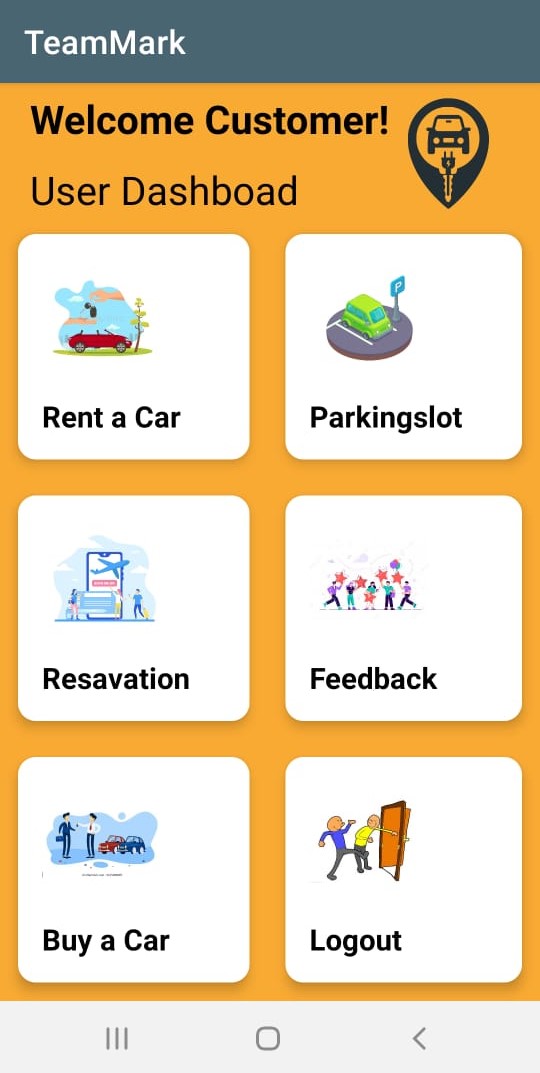 TeamMark
Welcome Customer!
User Dashboad
P
Rent a Car
Parkingslot
Resavation
Feedback
Buy a Car
Logout